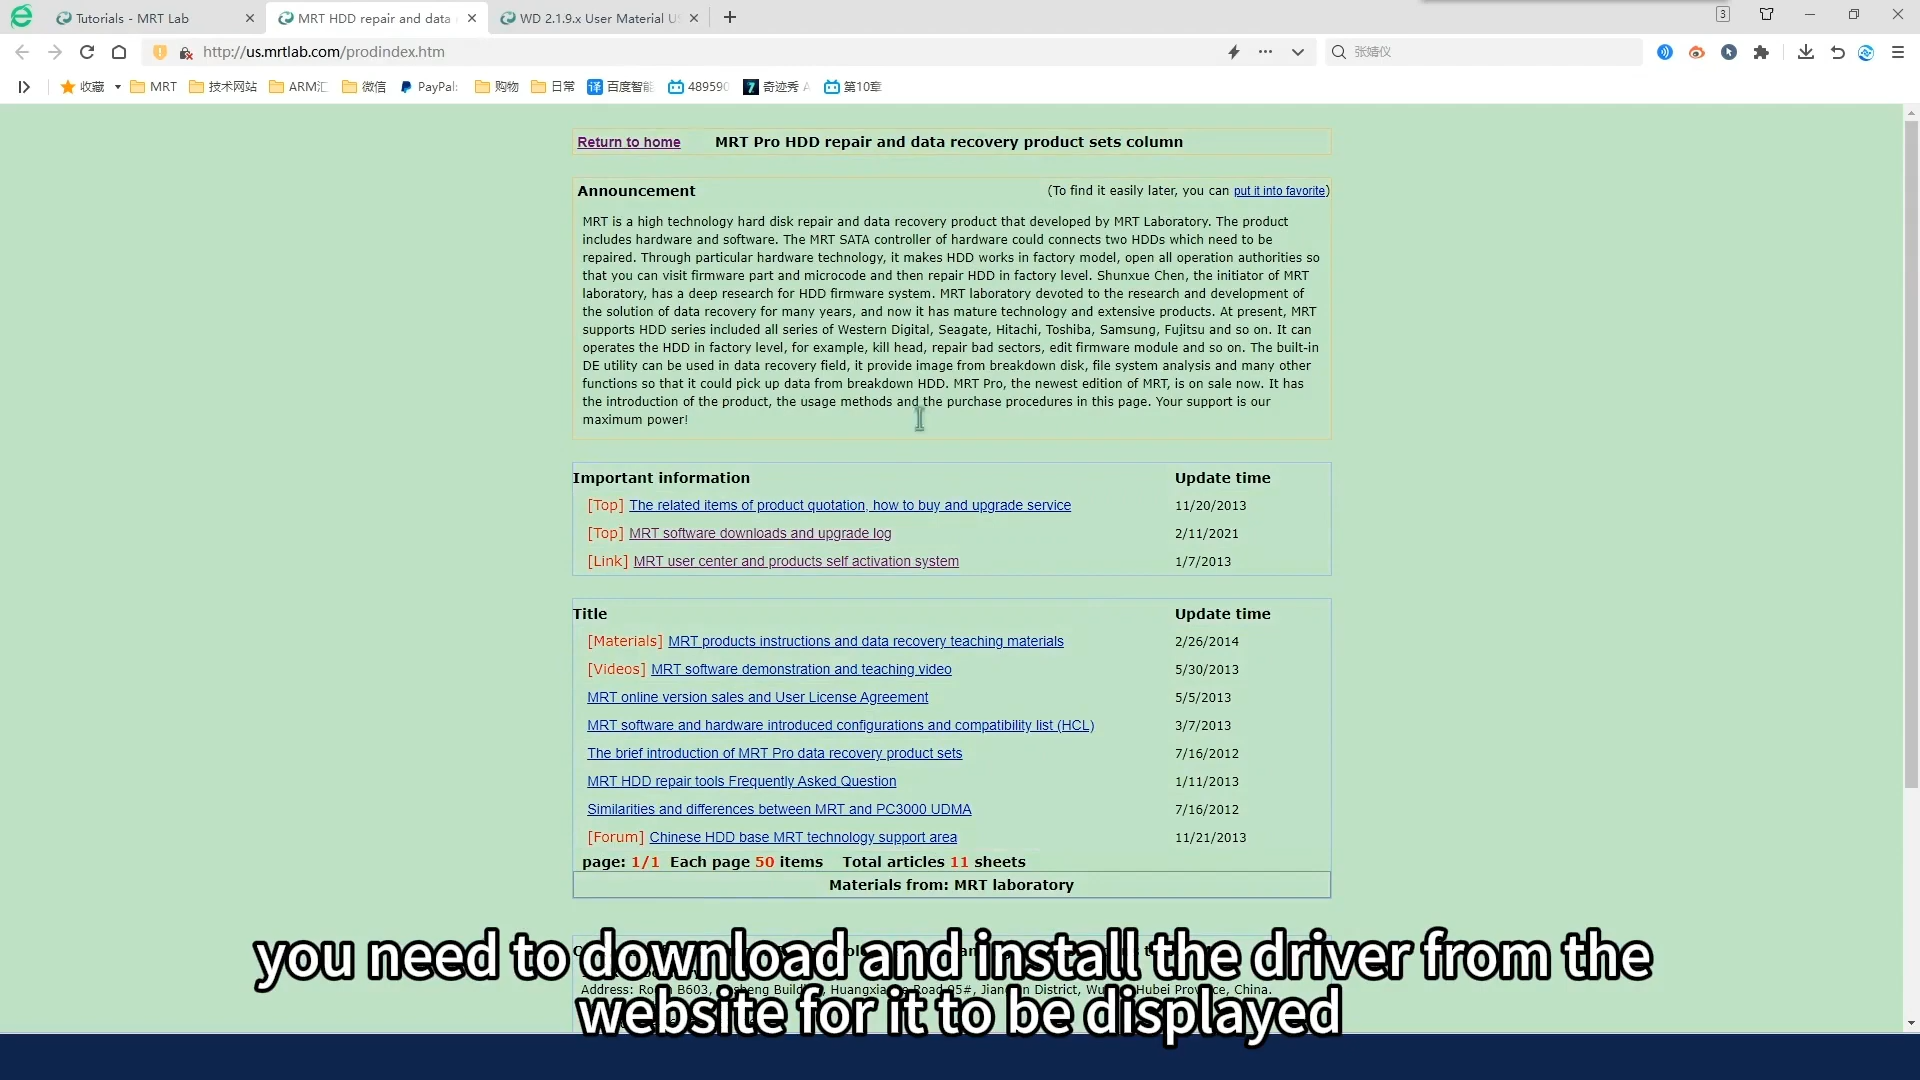 Tutorials - MRT Lab
MRT HDD repair and data
WD 2.1.9.x User Material
3
http://us.mrtlab.com/prodindex.htm
张婧仪
收藏
MRT
技术网站
ARM汇
微信
PayPal
购物
日常
百度智能
489590
奇迹秀
第10章
Return to home
MRT Pro HDD repair and data recovery product sets column
Announcement
(To find it easily later, you can put it into favorite)
MRT is a high technology hard disk repair and data recovery product that developed by MRT Laboratory. The product
includes hardware and software. The MRT SATA controller of hardware could connects two HDDs which need to be
repaired. Through particular hardware technology, it makes HDD works in factory model, open all operation authorities so
that you can visit firmware part and microcode and then repair HDD in factory level. Shunxue Chen, the initiator of MRT
laboratory, has a deep research for HDD firmware system. MRT laboratory devoted to the research and development of
the solution of data recovery for many years, and now it has mature technology and extensive products. At present, MRT
supports HDD series included all series of Western Digital, Seagate, Hitachi, Toshiba, Samsung, Fujitsu and so on. It can
operates the HDD in factory level, for example, kill head, repair bad sectors, edit firmware module and so on. The built-in
DE utility can be used in data recovery field, it provide image from breakdown disk, file system analysis and many other
functions so that it could pick up data from breakdown HDD. MRT Pro, the newest edition of MRT, is on sale now. It has
the introduction of the product, the usage methods and the purchase procedures in this page. Your support is our
maximum power!
Important information Update time
[Top] The related items of product quotation, how to buy and upgrade service 11/20/2013
[Top] MRT software downloads and upgrade log 2/11/2021
[Link] MRT user center and products self activation system 1/7/2013
Title Update time
[Materials] MRT products instructions and data recovery teaching materials 2/26/2014
[Videos] MRT software demonstration and teaching video 5/30/2013
MRT online version sales and User License Agreement 5/5/2013
MRT software and hardware introduced configurations and compatibility list (HCL) 3/7/2013
The brief introduction of MRT Pro data recovery product sets 7/16/2012
MRT HDD repair tools Frequently Asked Question 1/11/2013
Similarities and differences between MRT and PC3000 UDMA 7/16/2012
[Forum] Chinese HDD base MRT technology support area 11/21/2013
page: 1/1 Each page 50 items Total articles 11 sheets
Materials from: MRT laboratory
you need to download and install the driver from the
Address: Road 95#, District, Hubei Province, China.
website for it to be displayed